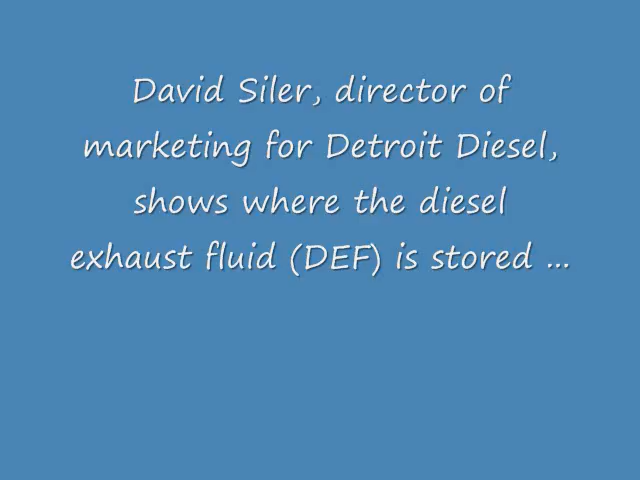 David Siler, director of
marketing for Detroit Diesel,
shows where the diesel
exhaust fluid (DEF) is stored ...